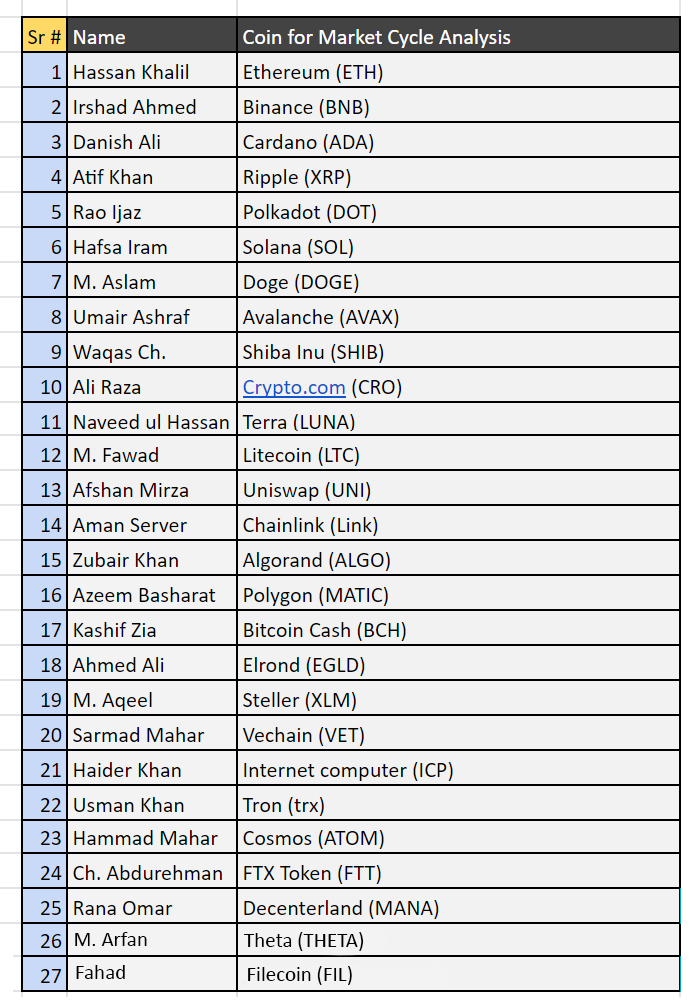 Sr # Name Coin for Market Cycle Analysis
1 Hassan Khalil Ethereum (ETH)
2 Irshad Ahmed Binance (BNB)
3 Danish Ali Cardano (ADA)
4 Atif Khan Ripple (XRP)
5 Rao Ijaz Polkadot (DOT)
6 Hafsa Iram Solana (SOL)
7 M. Aslam Doge (DOGE)
8 Umair Ashraf Avalanche (AVAX)
9 Waqas Ch. Shiba Inu (SHIB)
10 Ali Raza Crypto.com (CRO)
11 Naveed ul Hassan Terra (LUNA)
12 M. Fawad Litecoin (LTC)
13 Afshan Mirza Uniswap (UNI)
14 Aman Server Chainlink (Link)
15 Zubair Khan Algorand (ALGO)
16 Azeem Basharat Polygon (MATIC)
17 Kashif Zia Bitcoin Cash (BCH)
18 Ahmed Ali Elrond (EGLD)
19 M. Aqeel Steller (XLM)
20 Sarmad Mahar Vechain (VET)
21 Haider Khan Internet computer (ICP)
22 Usman Khan Tron (trx)
23 Hammad Mahar Cosmos (ATOM)
24 Ch. Abdurehman FTX Token (FTT)
25 Rana Omar Decenterland (MANA)
26 M. Arfan Theta (THETA)
27 Fahad Filecoin (FIL)